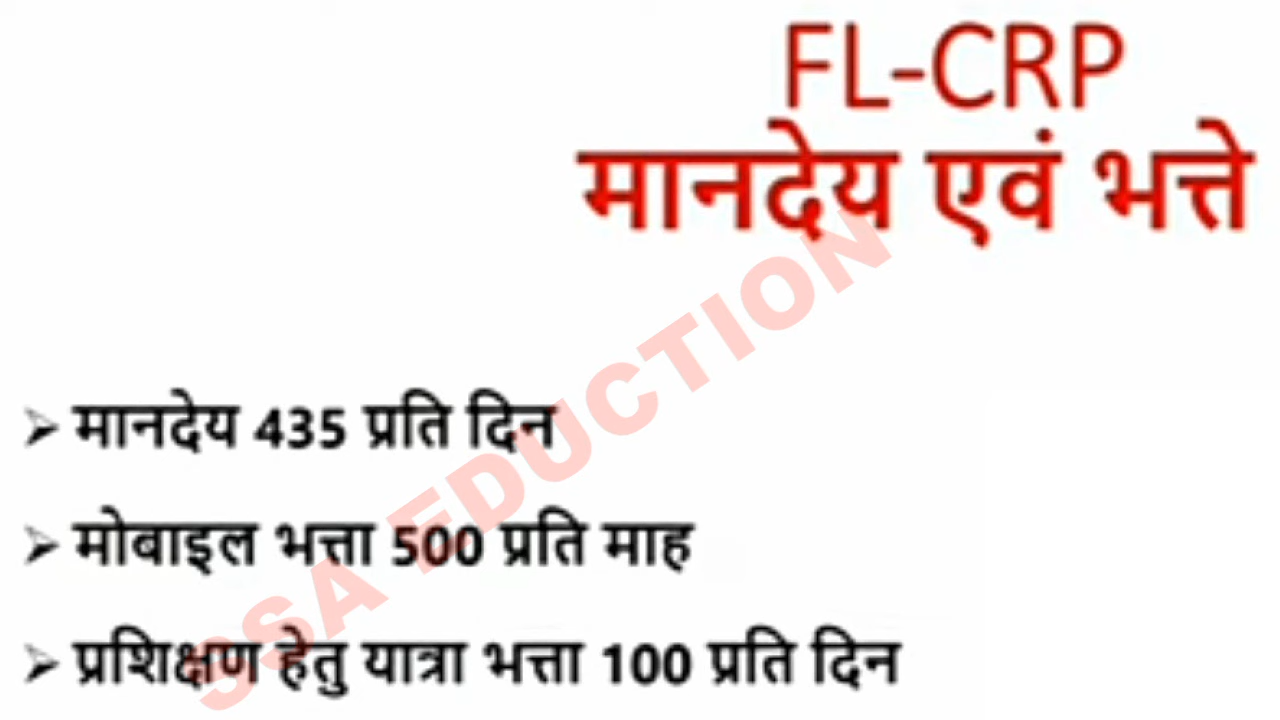 FL-CRP
मानदेय एवं भत्ते
➢ मानदेय 435 प्रति दिन
➢ मोबाइल भत्ता 500 प्रति माह
➢ प्रशिक्षण हेतु यात्रा भत्ता 100 प्रति दिन
SSA EDUCTION